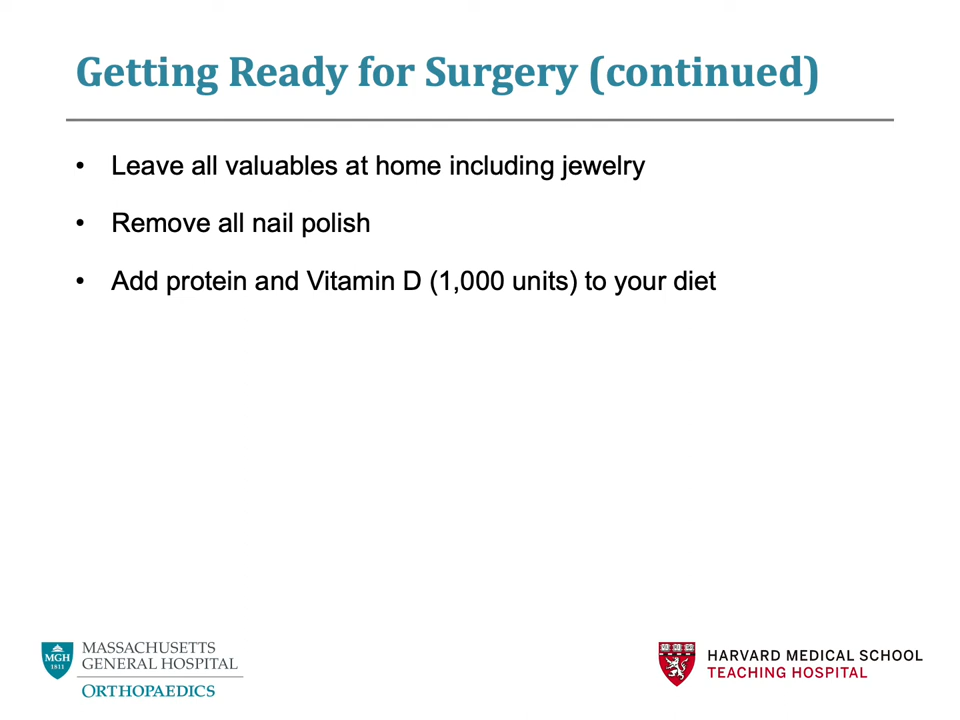 Getting Ready for Surgery (continued)
• Leave all valuables at home including jewelry
• Remove all nail polish
• Add protein and Vitamin D (1,000 units) to your diet
MGH
1811
MASSACHUSETTS
GENERAL HOSPITAL
ORTHOPAEDICS
HARVARD MEDICAL SCHOOL
TEACHING HOSPITAL